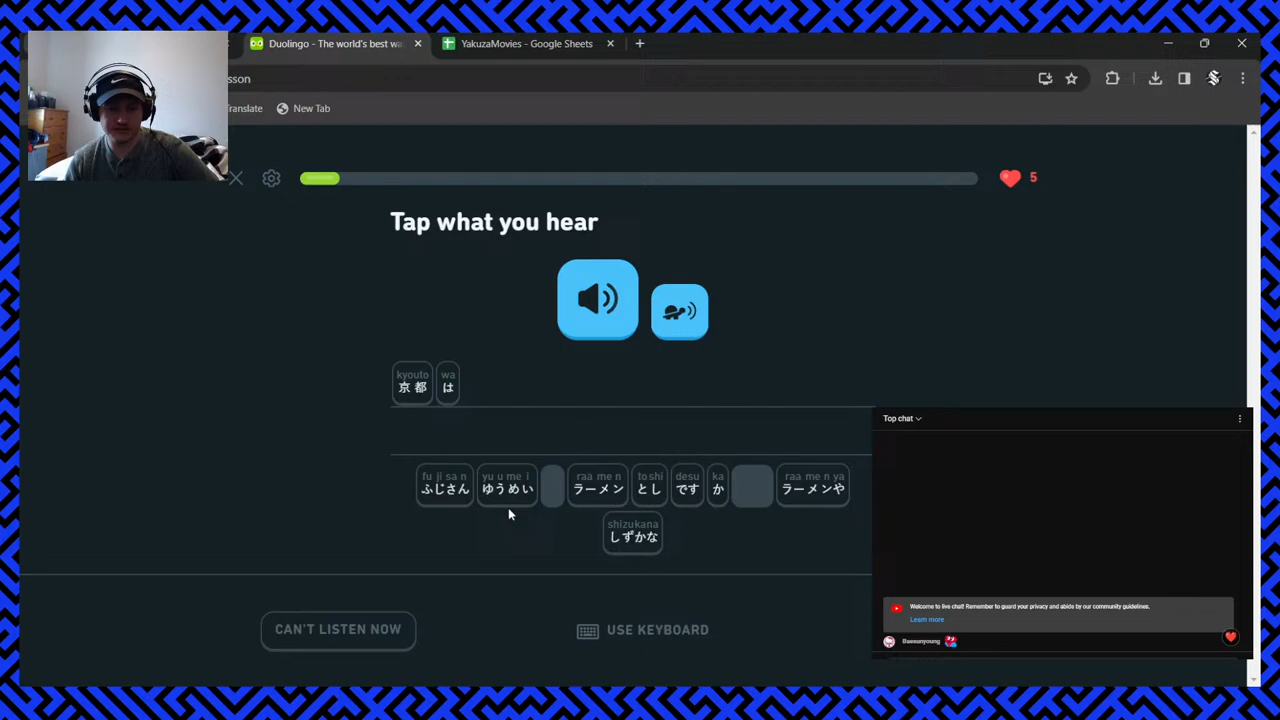 Duolingo - The world's best wa
YakuzaMovies - Google Sheets
sson
Translate
New Tab
5
Tap what you hear
kyouto
京都
wa
は
fu ji sa n
ふじさん
yu u me i
ゆうめい
raa me n
ラーメン
to shi
とし
desu
です
ka
か
raa me n ya
ラーメンや
shizukana
しずかな
CAN'T LISTEN NOW
USE KEYBOARD
Top chat
Welcome to live chat! Remember to guard your privacy and abide by our community guidelines.
Learn more
Baesunyoung